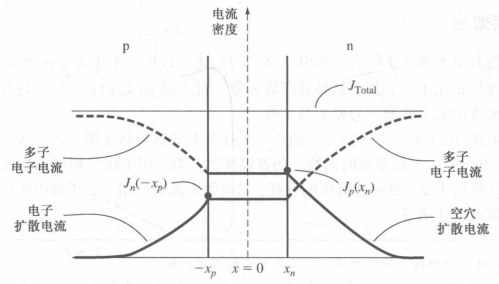 电流
密度
p
n
J_Total
多子
电子电流
多子
电子电流
J_n(−x_p)
J_p(x_n)
电子
扩散电流
空穴
扩散电流
−x_p
x = 0
x_n